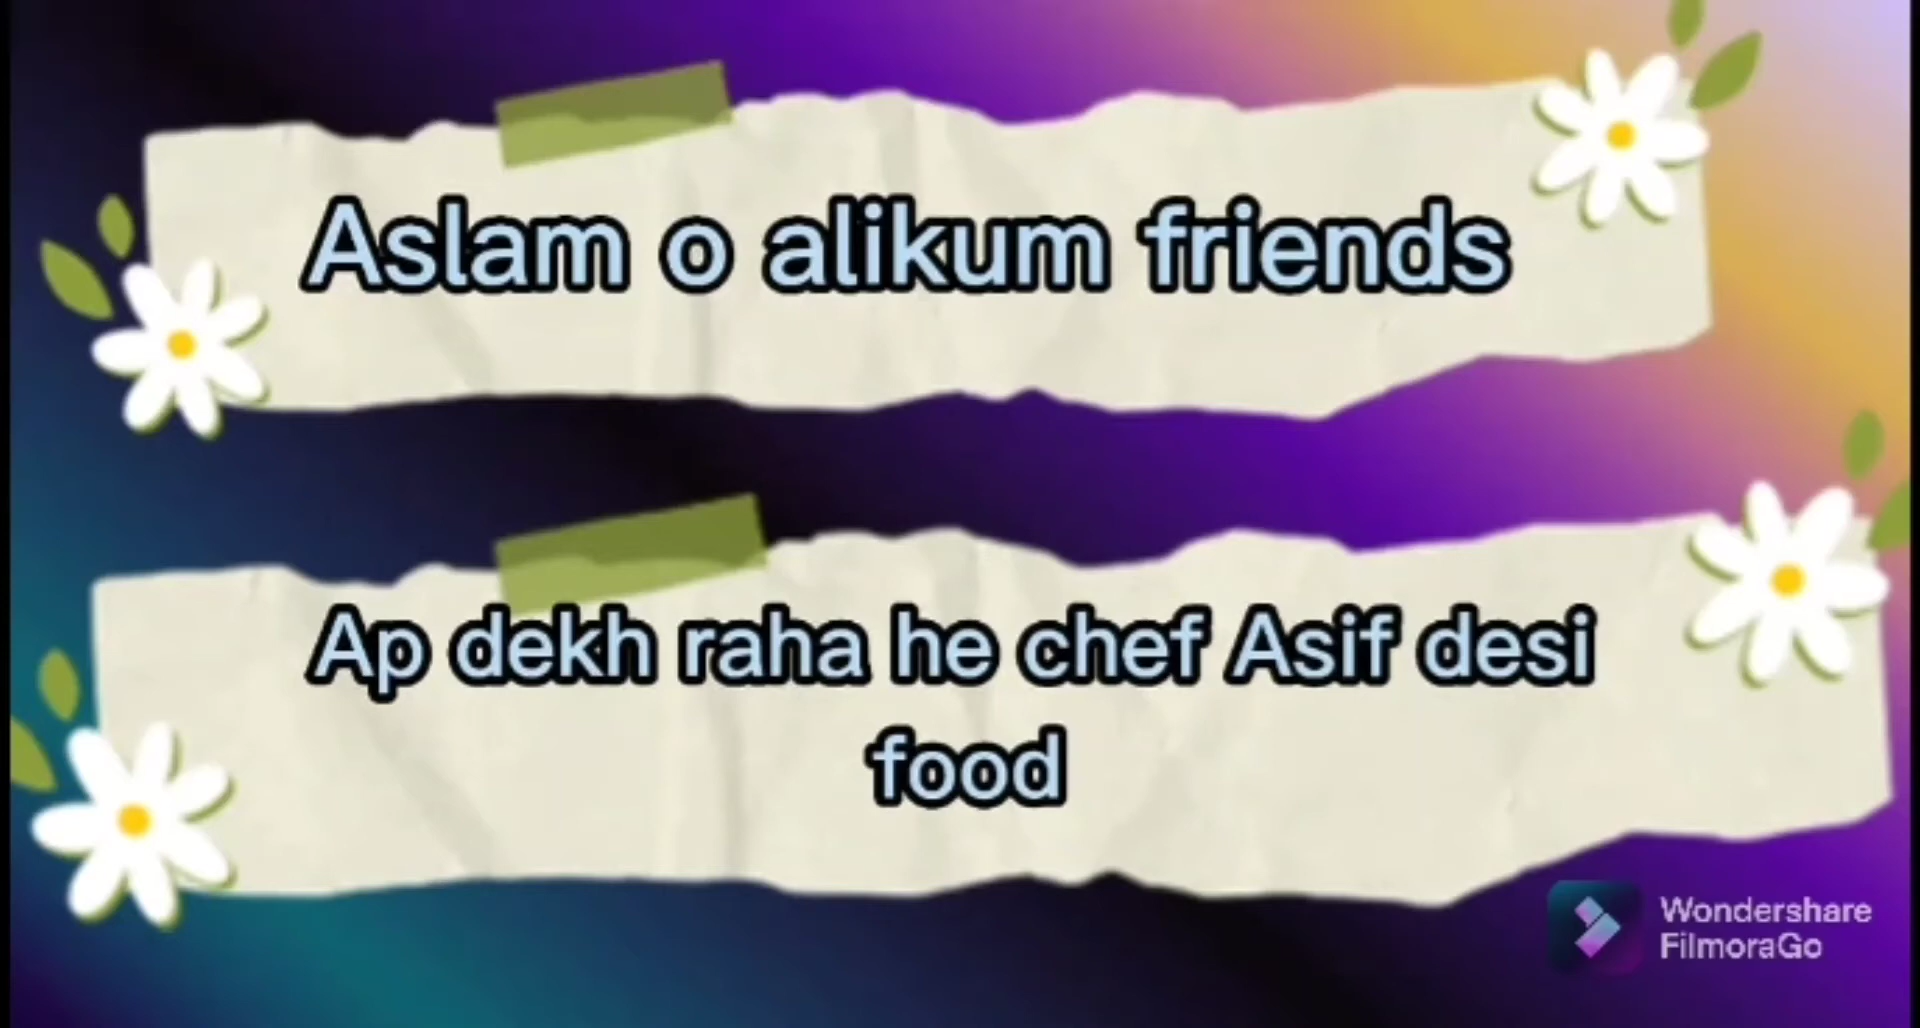 Aslam o alikum friends
Ap dekh raha he chef Asif desi
food
Wondershare
FilmoraGo